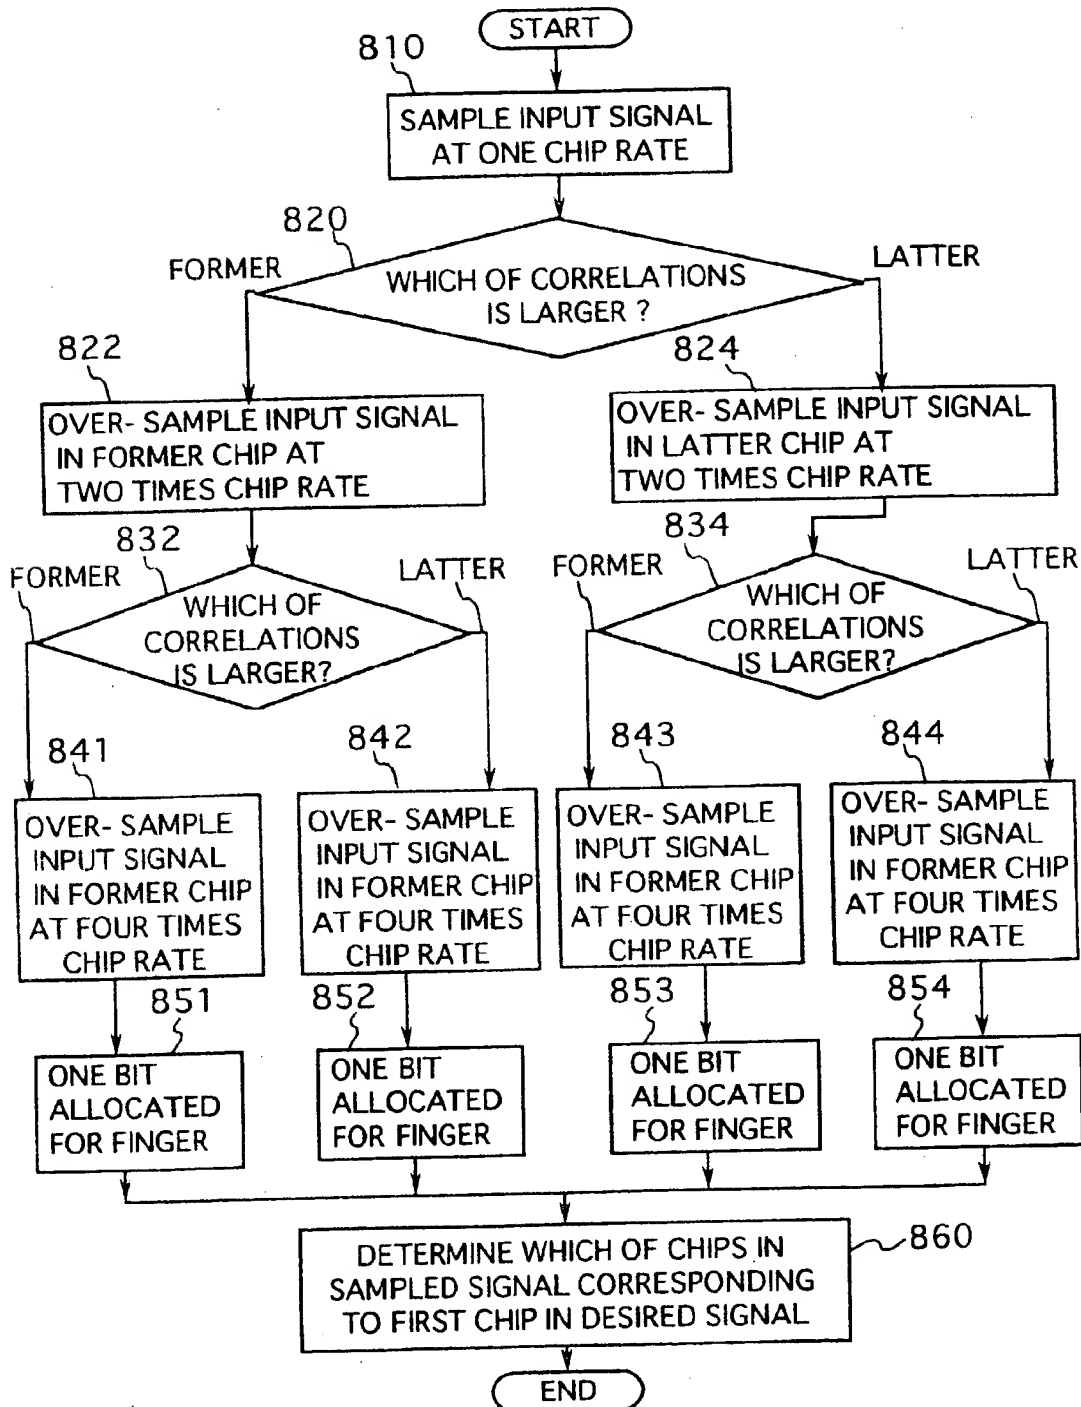 START
810
SAMPLE INPUT SIGNAL
AT ONE CHIP RATE
820
FORMER
LATTER
WHICH OF CORRELATIONS
IS LARGER ?
822
OVER- SAMPLE INPUT SIGNAL
IN FORMER CHIP AT
TWO TIMES CHIP RATE
824
OVER- SAMPLE INPUT SIGNAL
IN LATTER CHIP AT
TWO TIMES CHIP RATE
832
FORMER
LATTER
WHICH OF
CORRELATIONS
IS LARGER?
834
FORMER
LATTER
WHICH OF
CORRELATIONS
IS LARGER?
841
OVER- SAMPLE
INPUT SIGNAL
IN FORMER CHIP
AT FOUR TIMES
CHIP RATE
842
OVER- SAMPLE
INPUT SIGNAL
IN FORMER CHIP
AT FOUR TIMES
CHIP RATE
843
OVER- SAMPLE
INPUT SIGNAL
IN FORMER CHIP
AT FOUR TIMES
CHIP RATE
844
OVER- SAMPLE
INPUT SIGNAL
IN FORMER CHIP
AT FOUR TIMES
CHIP RATE
851
ONE BIT
ALLOCATED
FOR FINGER
852
ONE BIT
ALLOCATED
FOR FINGER
853
ONE BIT
ALLOCATED
FOR FINGER
854
ONE BIT
ALLOCATED
FOR FINGER
860
DETERMINE WHICH OF CHIPS IN
SAMPLED SIGNAL CORRESPONDING
TO FIRST CHIP IN DESIRED SIGNAL
END